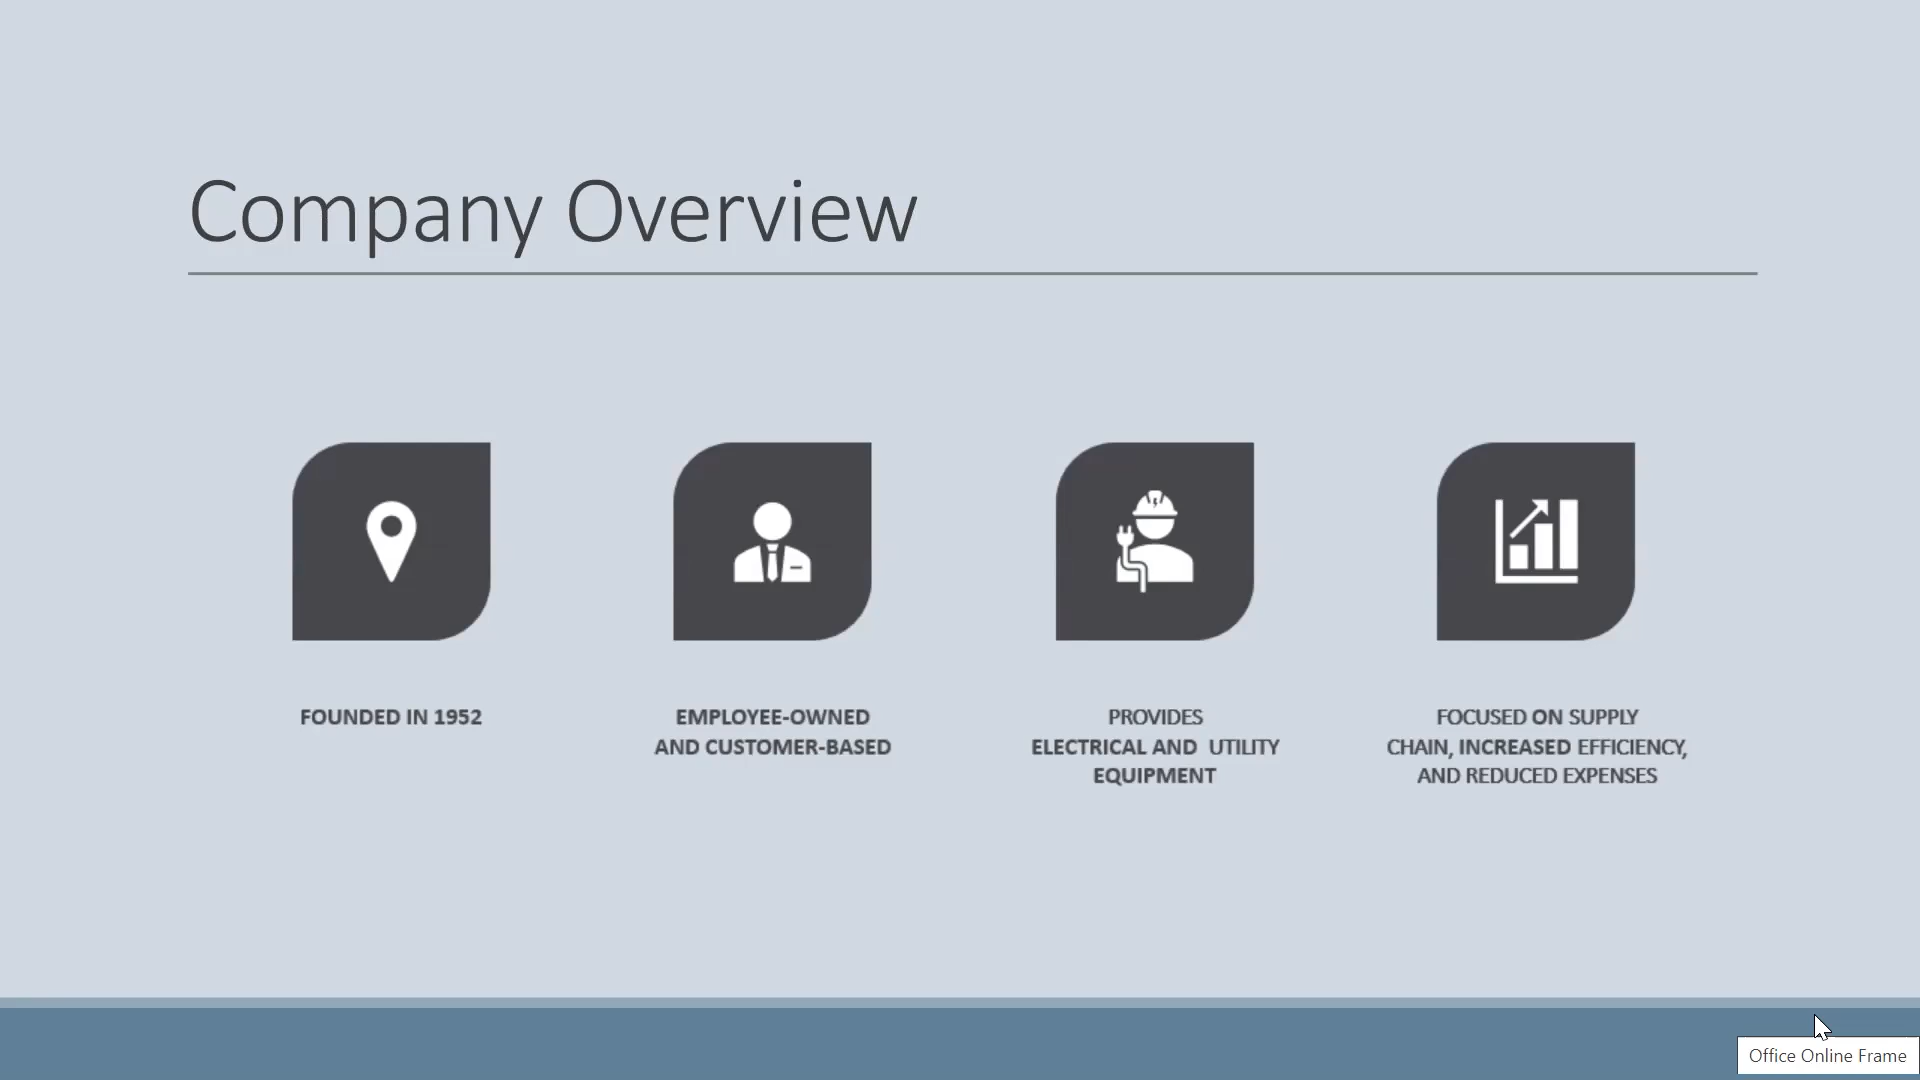 Company Overview
FOUNDED IN 1952
EMPLOYEE-OWNED
AND CUSTOMER-BASED
PROVIDES
ELECTRICAL AND UTILITY
EQUIPMENT
FOCUSED ON SUPPLY
CHAIN, INCREASED EFFICIENCY,
AND REDUCED EXPENSES
Office Online Frame